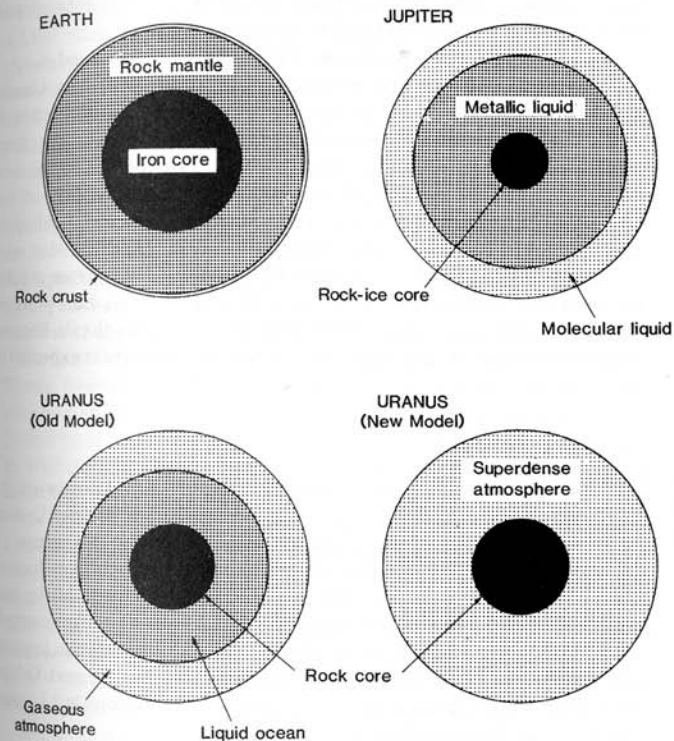 EARTH
Rock mantle
Iron core
Rock crust
JUPITER
Metallic liquid
Rock-ice core
Molecular liquid
URANUS
(Old Model)
Gaseous
atmosphere
Liquid ocean
Rock core
URANUS
(New Model)
Superdense
atmosphere